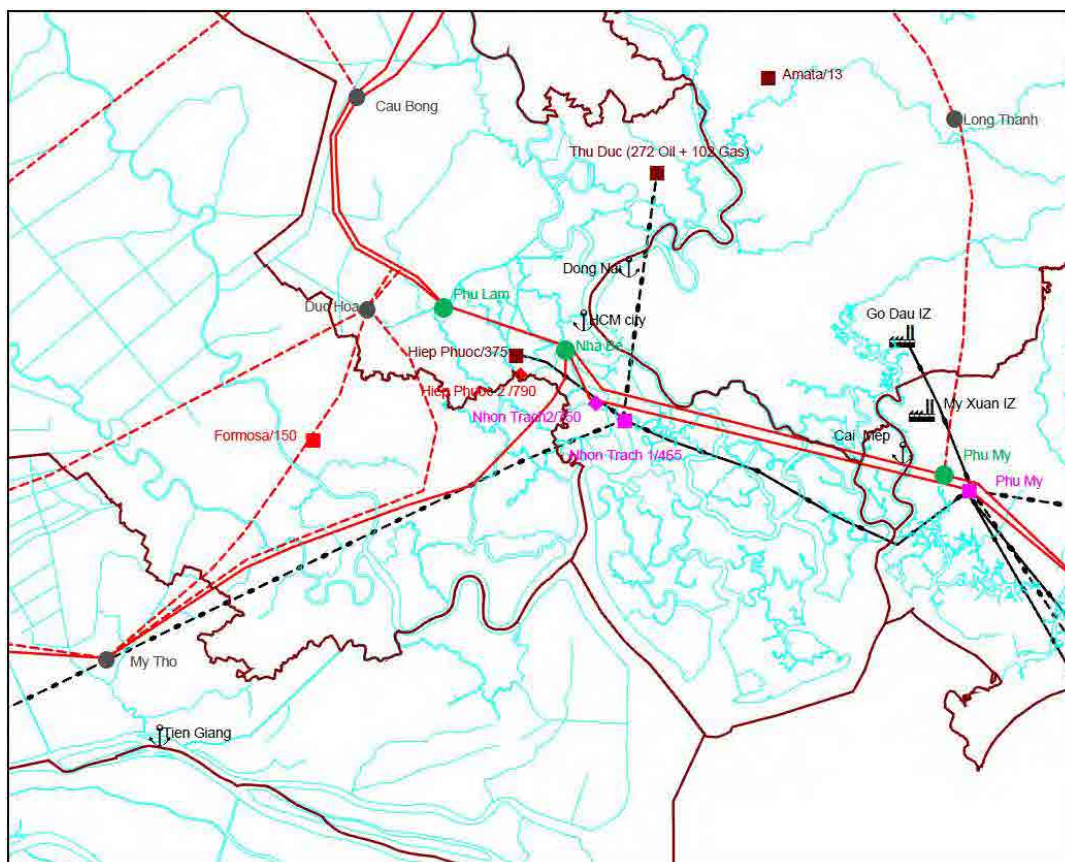 Amata/13
Cau Bong
Long Thanh
Thu Duc (272 Oil + 102 Gas)
Dong Nai
Phu Lam
Duc Hoa
HCM city
Go Dau IZ
Nha Be
Hiep Phuoc/375
Hiep Phuoc 2 /790
My Xuan IZ
Nhon Trach2/750
Formosa/150
Cai Mep
Nhon Trach 1/465
Phu My
Phu My
My Tho
Tien Giang